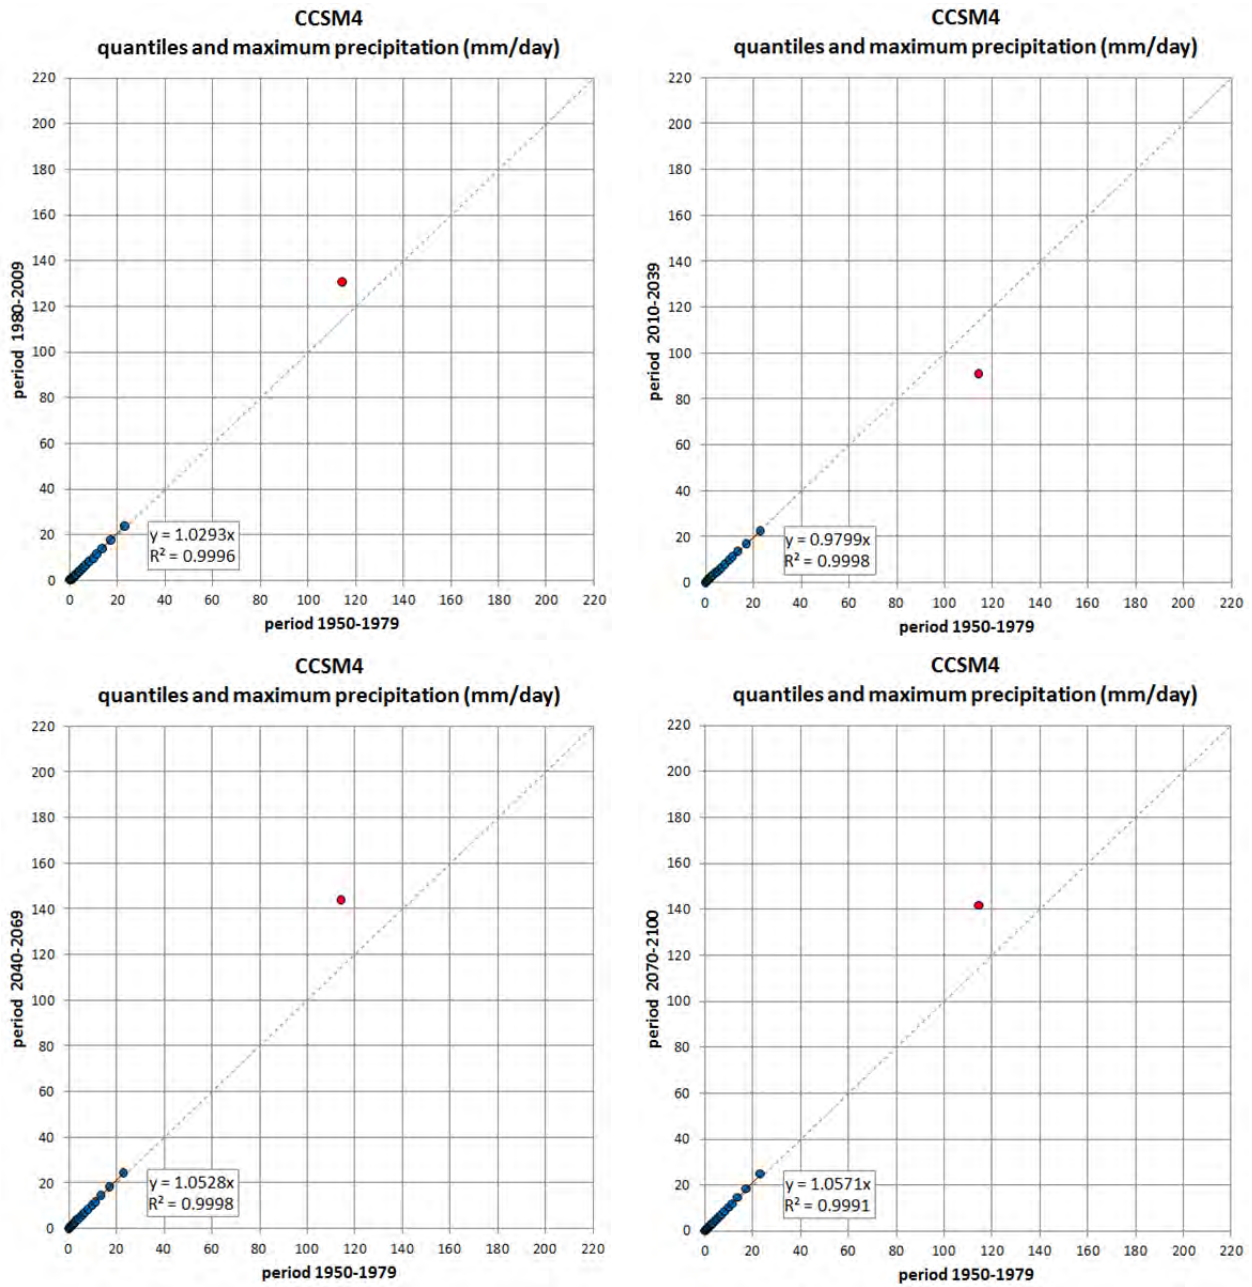 CCSM4
quantiles and maximum precipitation (mm/day)
220
200
180
160
140
120
100
80
60
40
20
0
period 1980-2009
y = 1.0293x
R² = 0.9996
0 20 40 60 80 100 120 140 160 180 200 220
period 1950-1979
CCSM4
quantiles and maximum precipitation (mm/day)
220
200
180
160
140
120
100
80
60
40
20
0
period 2010-2039
y = 0.9799x
R² = 0.9998
0 20 40 60 80 100 120 140 160 180 200 220
period 1950-1979
CCSM4
quantiles and maximum precipitation (mm/day)
220
200
180
160
140
120
100
80
60
40
20
0
period 2040-2069
y = 1.0528x
R² = 0.9998
0 20 40 60 80 100 120 140 160 180 200 220
period 1950-1979
CCSM4
quantiles and maximum precipitation (mm/day)
220
200
180
160
140
120
100
80
60
40
20
0
period 2070-2100
y = 1.0571x
R² = 0.9991
0 20 40 60 80 100 120 140 160 180 200 220
period 1950-1979